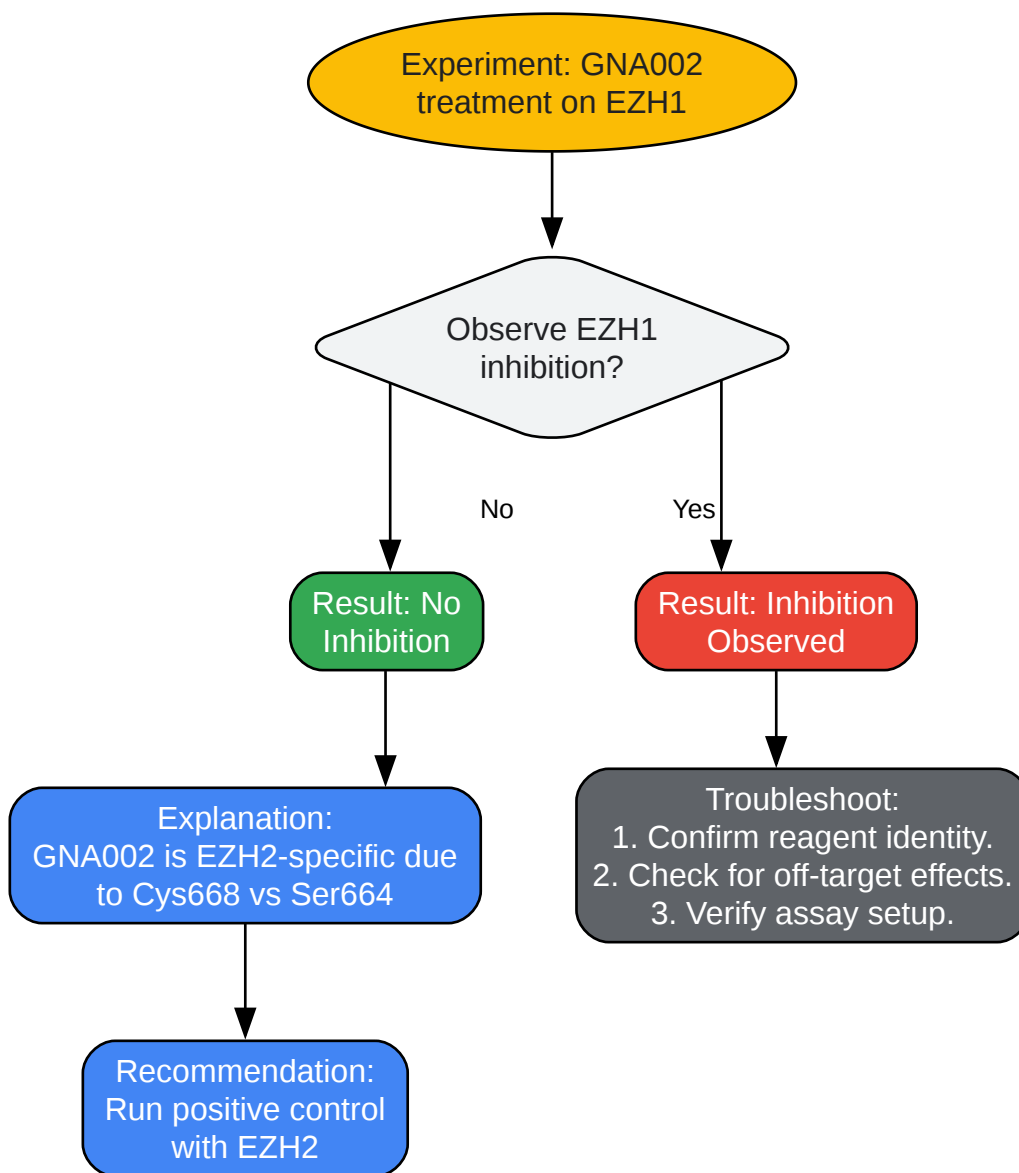 Experiment: GNA002
treatment on EZH1
Observe EZH1
inhibition?
No
Yes
Result: No
Inhibition
Result: Inhibition
Observed
Explanation:
GNA002 is EZH2-specific due
to Cys668 vs Ser664
Troubleshoot:
1. Confirm reagent identity.
2. Check for off-target effects.
3. Verify assay setup.
Recommendation:
Run positive control
with EZH2